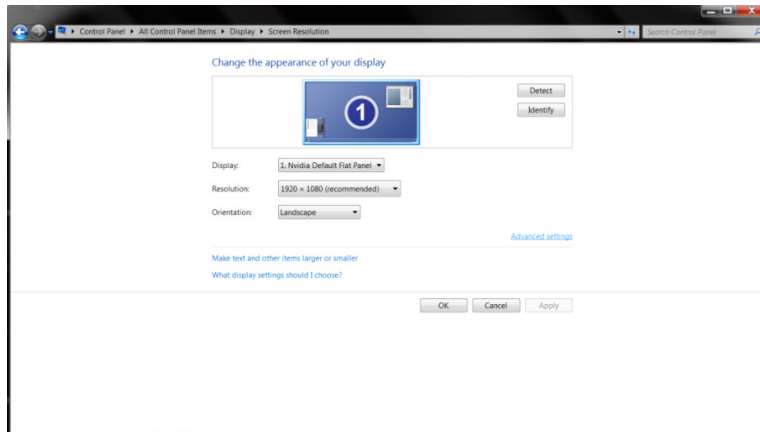 Control Panel ▸ All Control Panel Items ▸ Display ▸ Screen Resolution
Search Control Panel
Change the appearance of your display
1
Detect
Identify
Display: 1. Nvidia Default Flat Panel
Resolution: 1920 × 1080 (recommended)
Orientation: Landscape
Advanced settings
Make text and other items larger or smaller
What display settings should I choose?
OK Cancel Apply